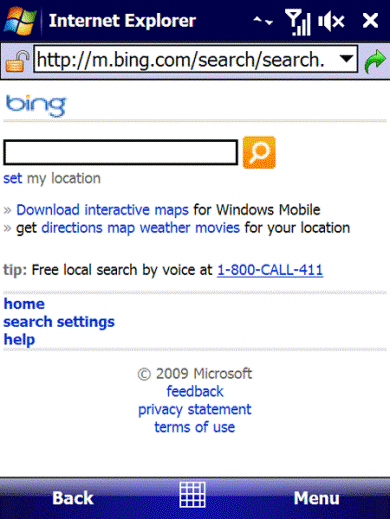 Internet Explorer
http://m.bing.com/search/search.
bing
set my location
» Download interactive maps for Windows Mobile
» get directions map weather movies for your location
tip: Free local search by voice at 1-800-CALL-411
home
search settings
help
© 2009 Microsoft
feedback
privacy statement
terms of use
Back Menu